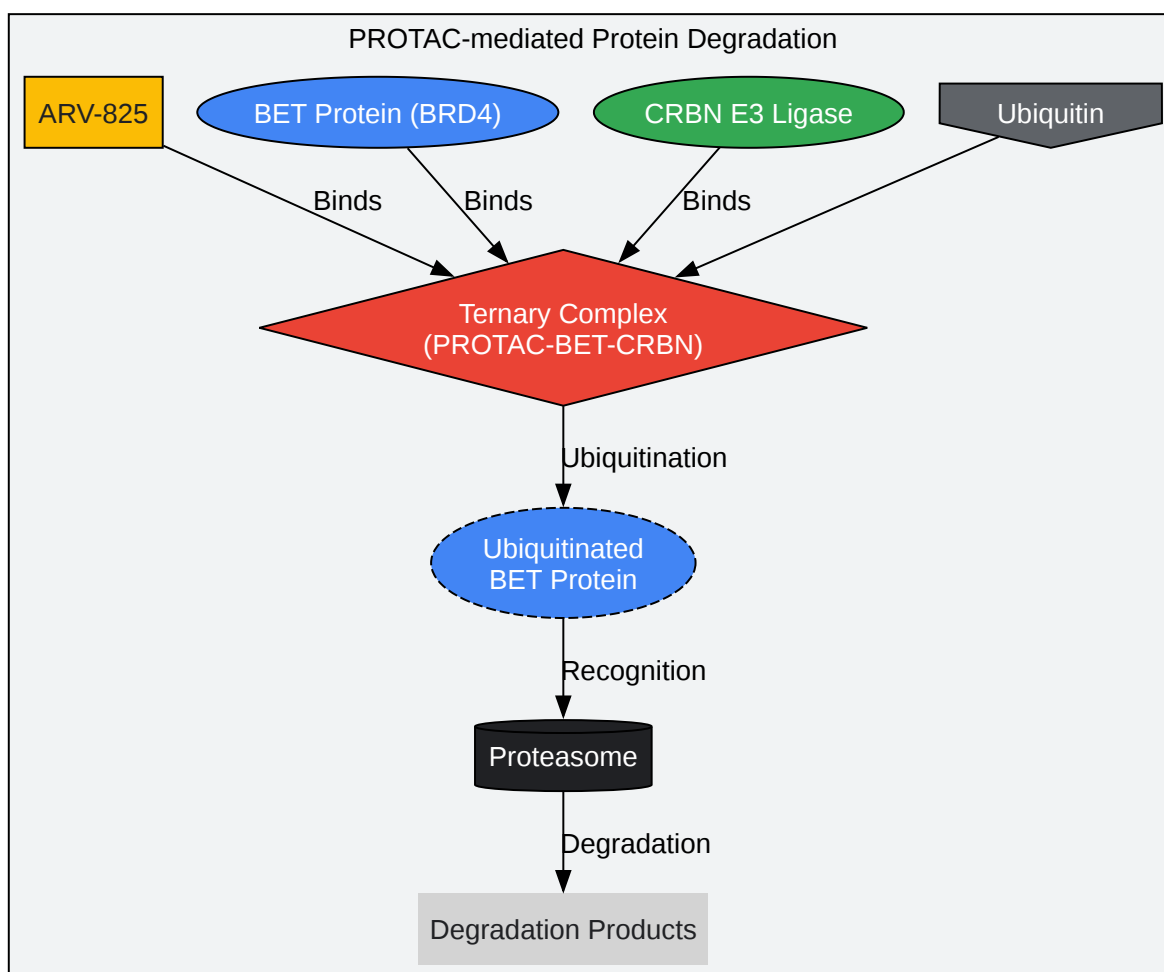 PROTAC-mediated Protein Degradation
ARV-825
BET Protein (BRD4)
CRBN E3 Ligase
Ubiquitin
Binds
Binds
Binds
Ternary Complex
(PROTAC-BET-CRBN)
Ubiquitination
Ubiquitinated
BET Protein
Recognition
Proteasome
Degradation
Degradation Products